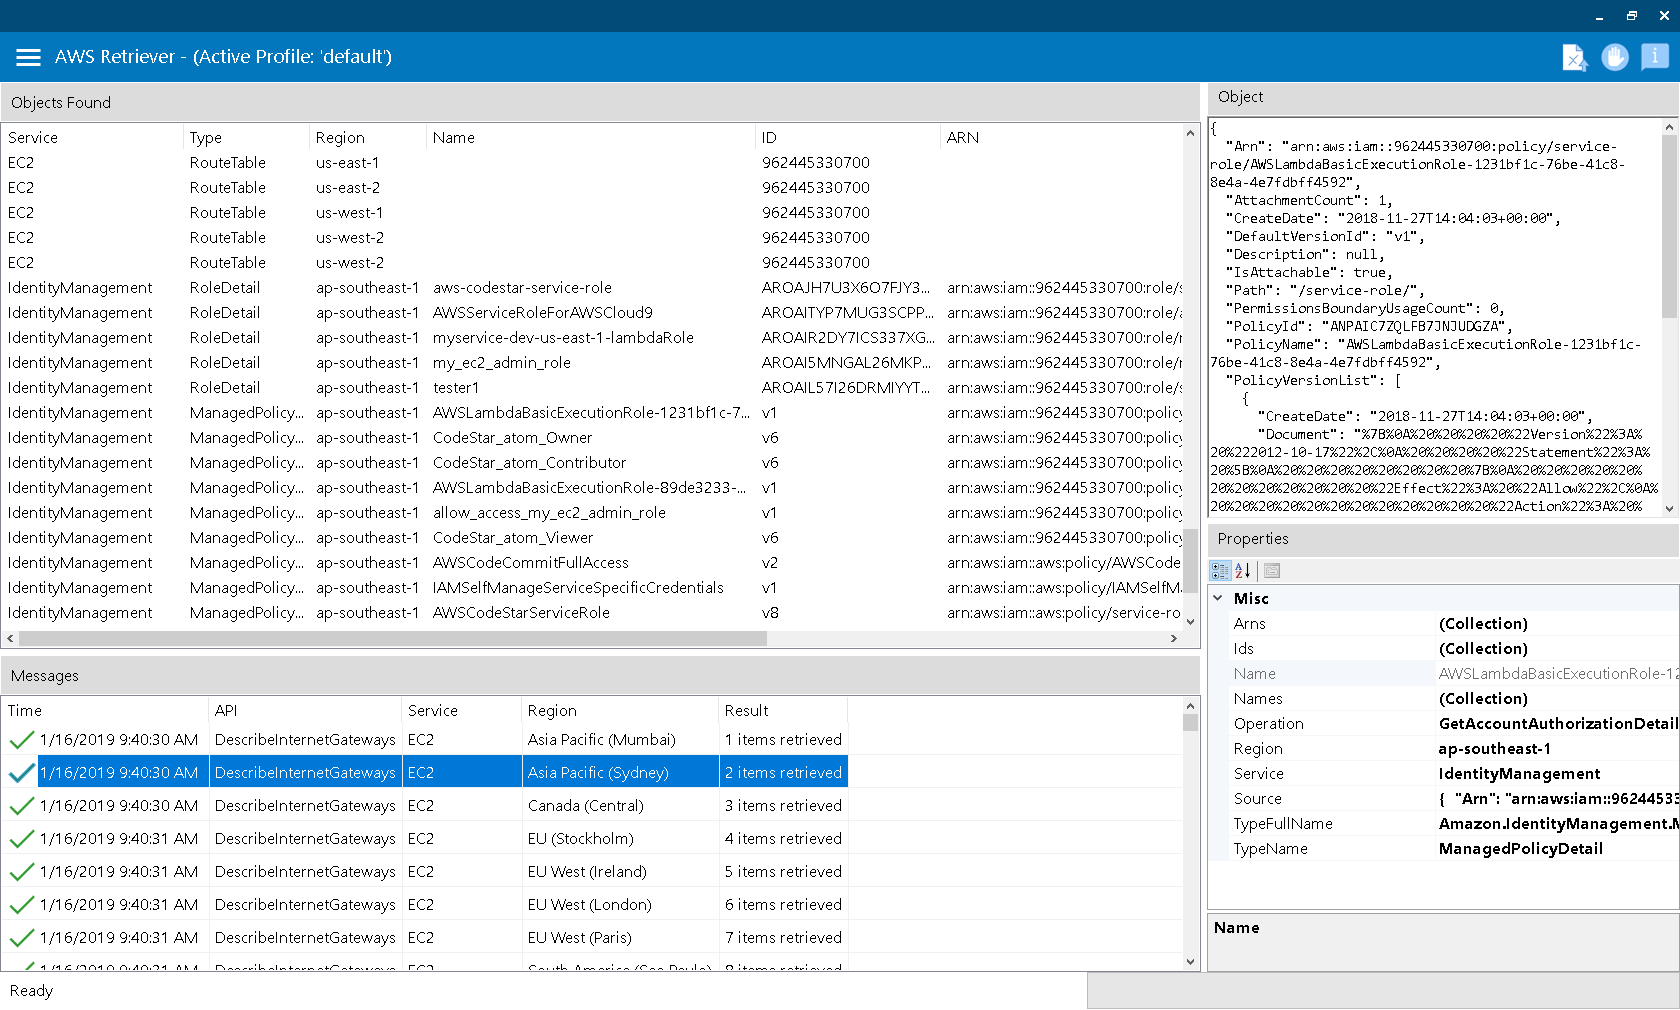 AWS Retriever - (Active Profile: 'default')
Objects Found
Service Type Region Name ID ARN
EC2 RouteTable us-east-1 962445330700
EC2 RouteTable us-east-2 962445330700
EC2 RouteTable us-west-1 962445330700
EC2 RouteTable us-west-2 962445330700
EC2 RouteTable us-west-2 962445330700
IdentityManagement RoleDetail ap-southeast-1 aws-codestar-service-role AROAJH7U3X6O7FJY3... arn:aws:iam::962445330700:role/s
IdentityManagement RoleDetail ap-southeast-1 AWSServiceRoleForAWSCloud9 AROAITYP7MUG3SCPP... arn:aws:iam::962445330700:role/a
IdentityManagement RoleDetail ap-southeast-1 myservice-dev-us-east-1-lambdaRole AROAIR2DY7ICS337XG... arn:aws:iam::962445330700:role/r
IdentityManagement RoleDetail ap-southeast-1 my_ec2_admin_role AROAI5MNGAL26MKP... arn:aws:iam::962445330700:role/r
IdentityManagement RoleDetail ap-southeast-1 tester1 AROAIL57I26DRMIYYT... arn:aws:iam::962445330700:role/s
IdentityManagement ManagedPolicy... ap-southeast-1 AWSLambdaBasicExecutionRole-1231bf1c-7... v1 arn:aws:iam::962445330700:policy
IdentityManagement ManagedPolicy... ap-southeast-1 CodeStar_atom_Owner v6 arn:aws:iam::962445330700:policy
IdentityManagement ManagedPolicy... ap-southeast-1 CodeStar_atom_Contributor v6 arn:aws:iam::962445330700:policy
IdentityManagement ManagedPolicy... ap-southeast-1 AWSLambdaBasicExecutionRole-89de3233-... v1 arn:aws:iam::962445330700:policy
IdentityManagement ManagedPolicy... ap-southeast-1 allow_access_my_ec2_admin_role v1 arn:aws:iam::962445330700:policy
IdentityManagement ManagedPolicy... ap-southeast-1 CodeStar_atom_Viewer v6 arn:aws:iam::962445330700:policy
IdentityManagement ManagedPolicy... ap-southeast-1 AWSCodeCommitFullAccess v2 arn:aws:iam::aws:policy/AWSCode
IdentityManagement ManagedPolicy... ap-southeast-1 IAMSelfManageServiceSpecificCredentials v1 arn:aws:iam::aws:policy/IAMSelfM
IdentityManagement ManagedPolicy... ap-southeast-1 AWSCodeStarServiceRole v8 arn:aws:iam::aws:policy/service-ro
Messages
Time API Service Region Result
1/16/2019 9:40:30 AM DescribeInternetGateways EC2 Asia Pacific (Mumbai) 1 items retrieved
1/16/2019 9:40:30 AM DescribeInternetGateways EC2 Asia Pacific (Sydney) 2 items retrieved
1/16/2019 9:40:30 AM DescribeInternetGateways EC2 Canada (Central) 3 items retrieved
1/16/2019 9:40:31 AM DescribeInternetGateways EC2 EU (Stockholm) 4 items retrieved
1/16/2019 9:40:31 AM DescribeInternetGateways EC2 EU West (Ireland) 5 items retrieved
1/16/2019 9:40:31 AM DescribeInternetGateways EC2 EU West (London) 6 items retrieved
1/16/2019 9:40:31 AM DescribeInternetGateways EC2 EU West (Paris) 7 items retrieved
1/16/2019 9:40:31 AM DescribeInternetGateways EC2 South America (Sao Paulo) 8 items retrieved
Ready
Object
{
"Arn": "arn:aws:iam::962445330700:policy/service-
role/AWSLambdaBasicExecutionRole-1231bf1c-76be-41c8-
8e4a-4e7fdbff4592",
"AttachmentCount": 1,
"CreateDate": "2018-11-27T14:04:03+00:00",
"DefaultVersionId": "v1",
"Description": null,
"IsAttachable": true,
"Path": "/service-role/",
"PermissionsBoundaryUsageCount": 0,
"PolicyId": "ANPAIC7ZQLFB7JNJUDGZA",
"PolicyName": "AWSLambdaBasicExecutionRole-1231bf1c-
76be-41c8-8e4a-4e7fdbff4592",
"PolicyVersionList": [
{
"CreateDate": "2018-11-27T14:04:03+00:00",
"Document": "%7B%0A%20%20%20%20%22Version%22%3A%
20%222012-10-17%22%2C%0A%20%20%20%20%22Statement%22%3A%
20%5B%0A%20%20%20%20%20%20%20%20%7B%0A%20%20%20%20%20%
20%20%20%20%20%20%20%22Effect%22%3A%20%22Allow%22%2C%0A%
20%20%20%20%20%20%20%20%20%20%20%20%22Action%22%3A%20%
Properties
Misc
Arns (Collection)
Ids (Collection)
Name AWSLambdaBasicExecutionRole-12
Names (Collection)
Operation GetAccountAuthorizationDetail
Region ap-southeast-1
Service IdentityManagement
Source { "Arn": "arn:aws:iam::96244533
TypeFullName Amazon.IdentityManagement.M
TypeName ManagedPolicyDetail
Name